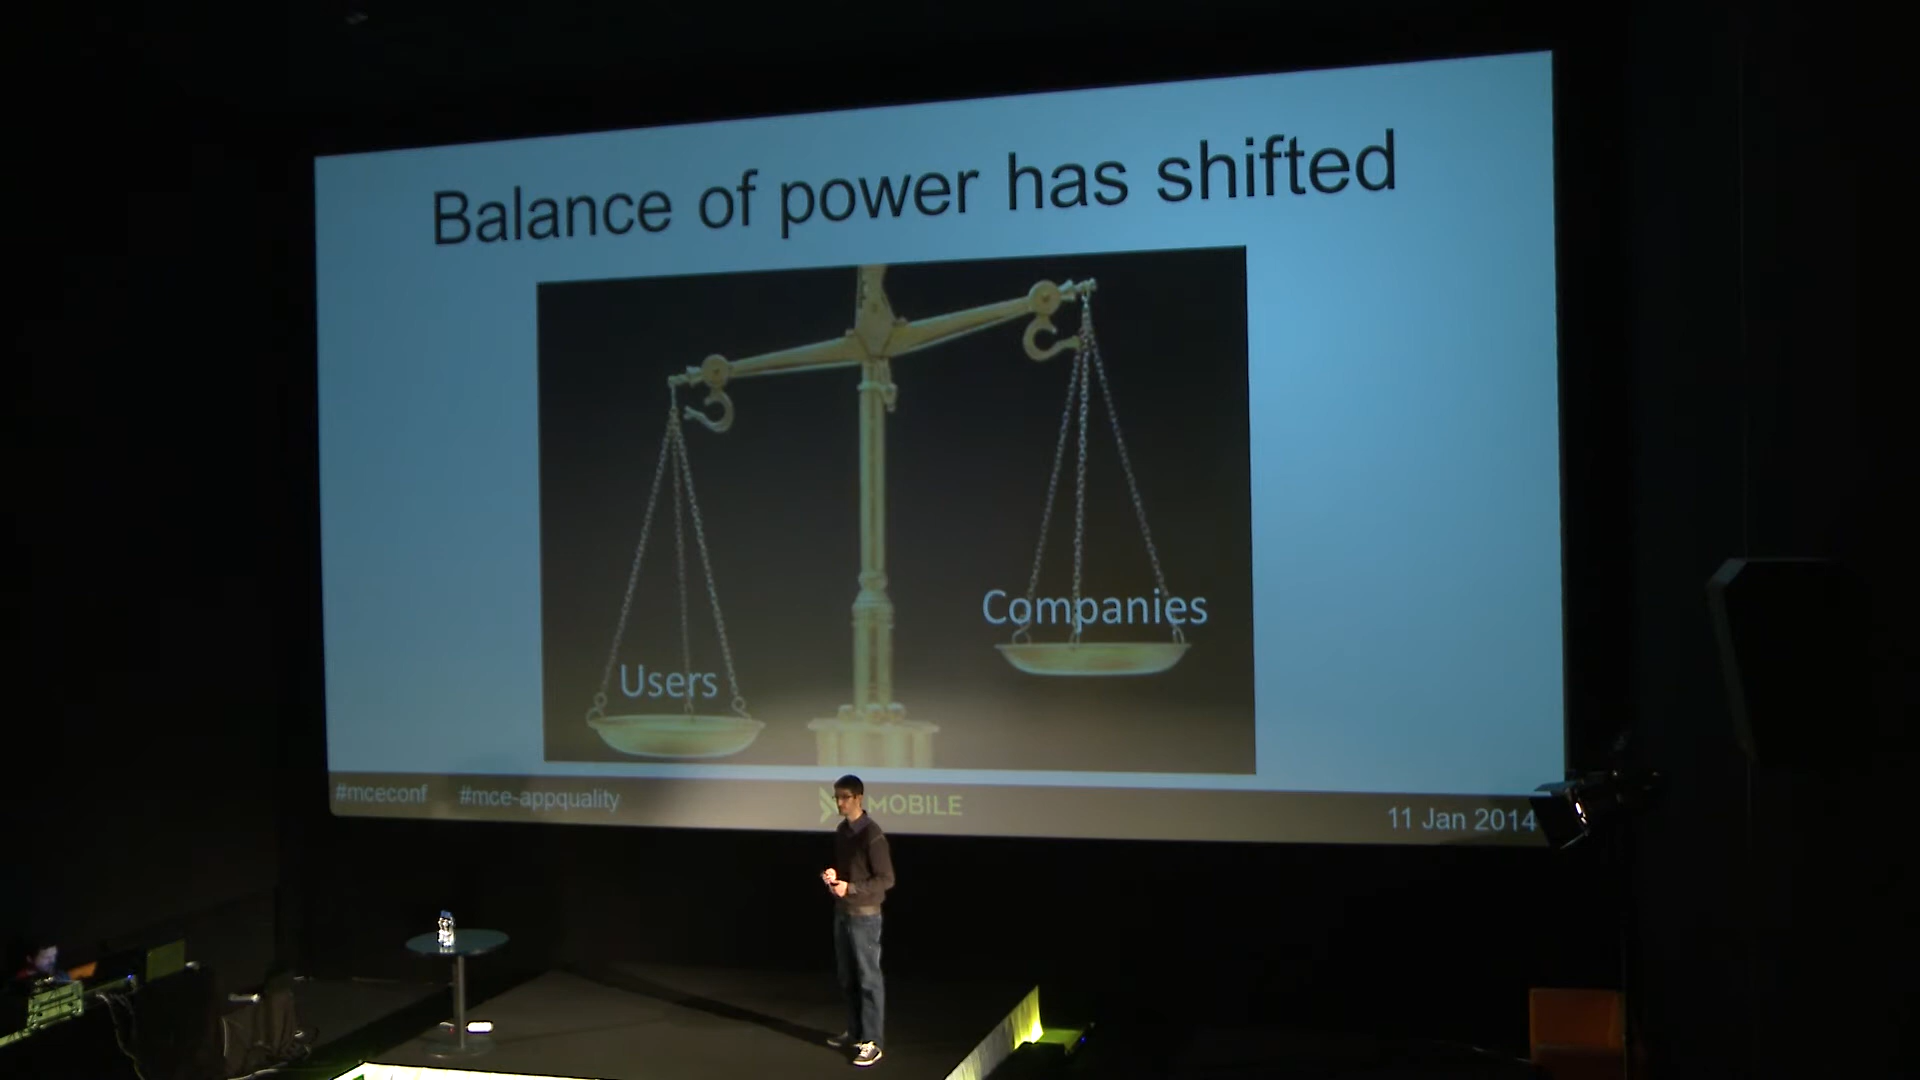 Balance of power has shifted
Companies
Users
#mceconf #mce-appquality MOBILE 11 Jan 2014